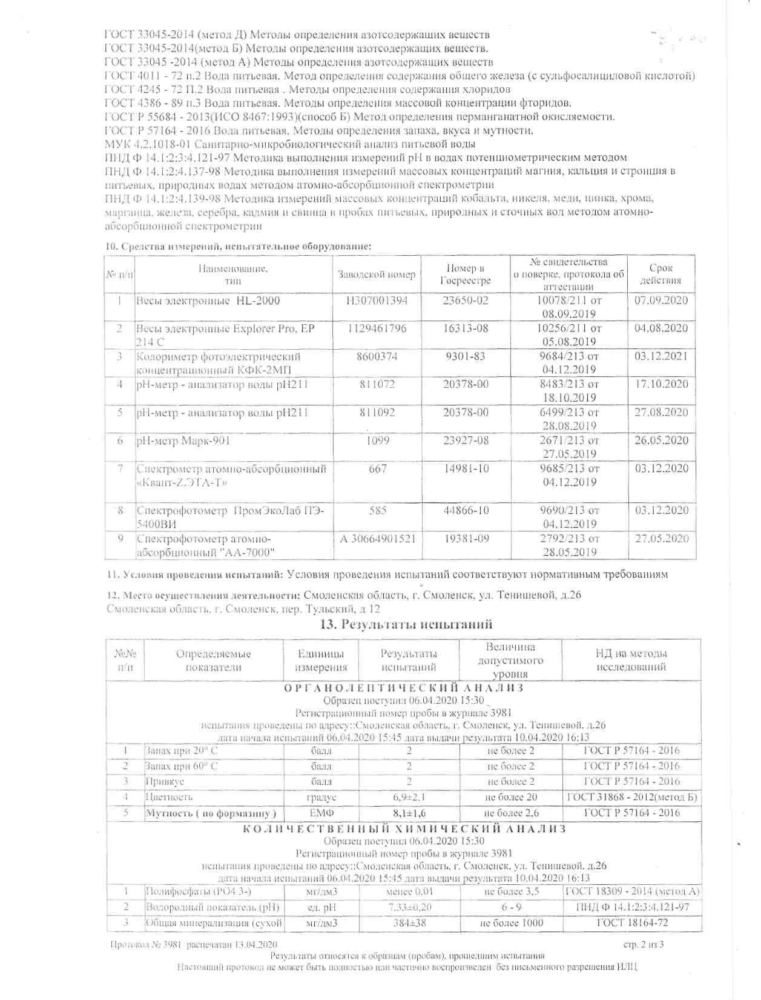 ГОСТ 33045-2014 (метод Д) Методы определения азотсодержащих веществ
ГОСТ 33045-2014(метод Б) Методы определения азотсодержащих веществ.
ГОСТ 33045 -2014 (метод А) Методы определения азотсодержащих веществ
ГОСТ 4011 - 72 п.2 Вода питьевая. Метод определения содержания общего железа (с сульфосалициловой кислотой)
ГОСТ 4245 - 72 П.2 Вода питьевая . Методы определения содержания хлоридов
ГОСТ 4386 - 89 п.3 Вода питьевая. Методы определения массовой концентрации фторидов.
ГОСТ Р 55684 - 2013(ИСО 8467:1993)(способ Б) Метод определения перманганатной окисляемости.
ГОСТ Р 57164 - 2016 Вода питьевая. Методы определения запаха, вкуса и мутности.
МУК 4.2.1018-01 Санитарно-микробиологический анализ питьевой воды
ПНД Ф 14.1:2:3:4.121-97 Методика выполнения измерений pH в водах потенциометрическим методом
ПНД Ф 14.1:2:4.137-98 Методика выполнения измерений массовых концентраций магния, кальция и стронция в
питьевых, природных водах методом атомно-абсорбционной спектрометрии
ПНД Ф 14.1:2:4.139-98 Методика измерений массовых концентраций кобальта, никеля, меди, цинка, хрома,
марганца, железа, серебра, кадмия и свинца в пробах питьевых, природных и сточных вод методом атомно-
абсорбционной спектрометрии
10. Средства измерений, испытательное оборудование:
№ п/п Наименование, тип Заводской номер Номер в Госреестре № свидетельства о поверке, протокола об аттестации Срок действия
1 Весы электронные HL-2000 Н307001394 23650-02 10078/211 от 08.09.2019 07.09.2020
2 Весы электронные Explorer Pro, EP 214 C 1129461796 16313-08 10256/211 от 05.08.2019 04.08.2020
3 Колориметр фотоэлектрический концентрационный КФК-2МП 8600374 9301-83 9684/213 от 04.12.2019 03.12.2021
4 рН-метр - анализатор воды рН211 811072 20378-00 8483/213 от 18.10.2019 17.10.2020
5 рН-метр - анализатор воды рН211 811092 20378-00 6499/213 от 28.08.2019 27.08.2020
6 рН-метр Марк-901 1099 23927-08 2671/213 от 27.05.2019 26.05.2020
7 Спектрометр атомно-абсорбционный «Квант-Z.ЭТА-Т» 667 14981-10 9685/213 от 04.12.2019 03.12.2020
8 Спектрофотометр ПромЭкоЛаб ПЭ-5400ВИ 585 44866-10 9690/213 от 04.12.2019 03.12.2020
9 Спектрофотометр атомно-абсорбционный "АА-7000" А 30664901521 19381-09 2792/213 от 28.05.2019 27.05.2020
11. Условия проведения испытаний: Условия проведения испытаний соответствуют нормативным требованиям
12. Место осуществления деятельности: Смоленская область, г. Смоленск, ул. Тенишевой, д.26
Смоленская область, г. Смоленск, пер. Тульский, д 12
13. Результаты испытаний
№№ п/п Определяемые показатели Единицы измерения Результаты испытаний Величина допустимого уровня НД на методы исследований
ОРГАНОЛЕПТИЧЕСКИЙ АНАЛИЗ
Образец поступил 06.04.2020 15:30
Регистрационный номер пробы в журнале 3981
испытания проведены по адресу::Смоленская область, г. Смоленск, ул. Тенишевой, д.26
дата начала испытаний 06.04.2020 15:45 дата выдачи результата 10.04.2020 16:13
1 Запах при 20° С балл 2 не более 2 ГОСТ Р 57164 - 2016
2 Запах при 60° С балл 2 не более 2 ГОСТ Р 57164 - 2016
3 Привкус балл 2 не более 2 ГОСТ Р 57164 - 2016
4 Цветность градус 6,9±2,1 не более 20 ГОСТ 31868 - 2012(метод Б)
5 Мутность ( по формазину ) ЕМФ 8,1±1,6 не более 2,6 ГОСТ Р 57164 - 2016
КОЛИЧЕСТВЕННЫЙ ХИМИЧЕСКИЙ АНАЛИЗ
Образец поступил 06.04.2020 15:30
Регистрационный номер пробы в журнале 3981
испытания проведены по адресу::Смоленская область, г. Смоленск, ул. Тенишевой, д.26
дата начала испытаний 06.04.2020 15:45 дата выдачи результата 10.04.2020 16:13
1 Полифосфаты (PO4 3-) мг/дм3 менее 0,01 не более 3,5 ГОСТ 18309 - 2014 (метод А)
2 Водородный показатель (рН) ед. рН 7,33±0,20 6 - 9 ПНД Ф 14.1:2:3:4.121-97
3 Общая минерализация (сухой мг/дм3 384±38 не более 1000 ГОСТ 18164-72
Протокол № 3981 распечатан 13.04.2020 стр. 2 из 3
Результаты относятся к образцам (пробам), прошедшим испытания
Настоящий протокол не может быть полностью или частично воспроизведен без письменного разрешения ИЛЦ